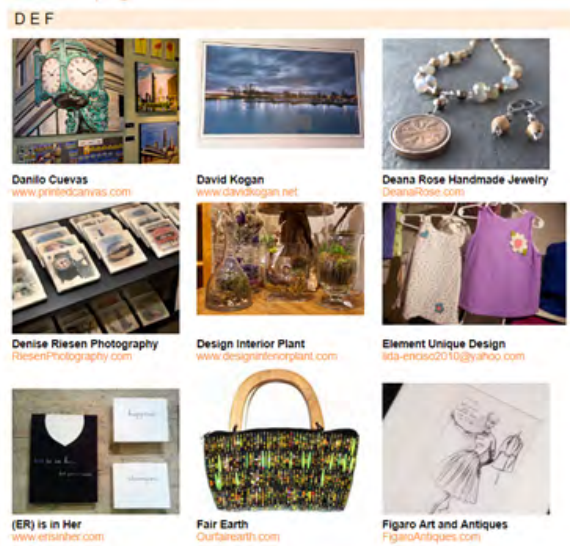 D E F
Danilo Cuevas
www.printedcanvas.com
David Kogan
www.davidkogan.net
Deana Rose Handmade Jewelry
DeanaRose.com
Denise Riesen Photography
RiesenPhotography.com
Design Interior Plant
www.designinteriorplant.com
Element Unique Design
lida-enciso2010@yahoo.com
(ER) is in Her
www.erisinher.com
Fair Earth
Ourfairearth.com
Figaro Art and Antiques
FigaroAntiques.com